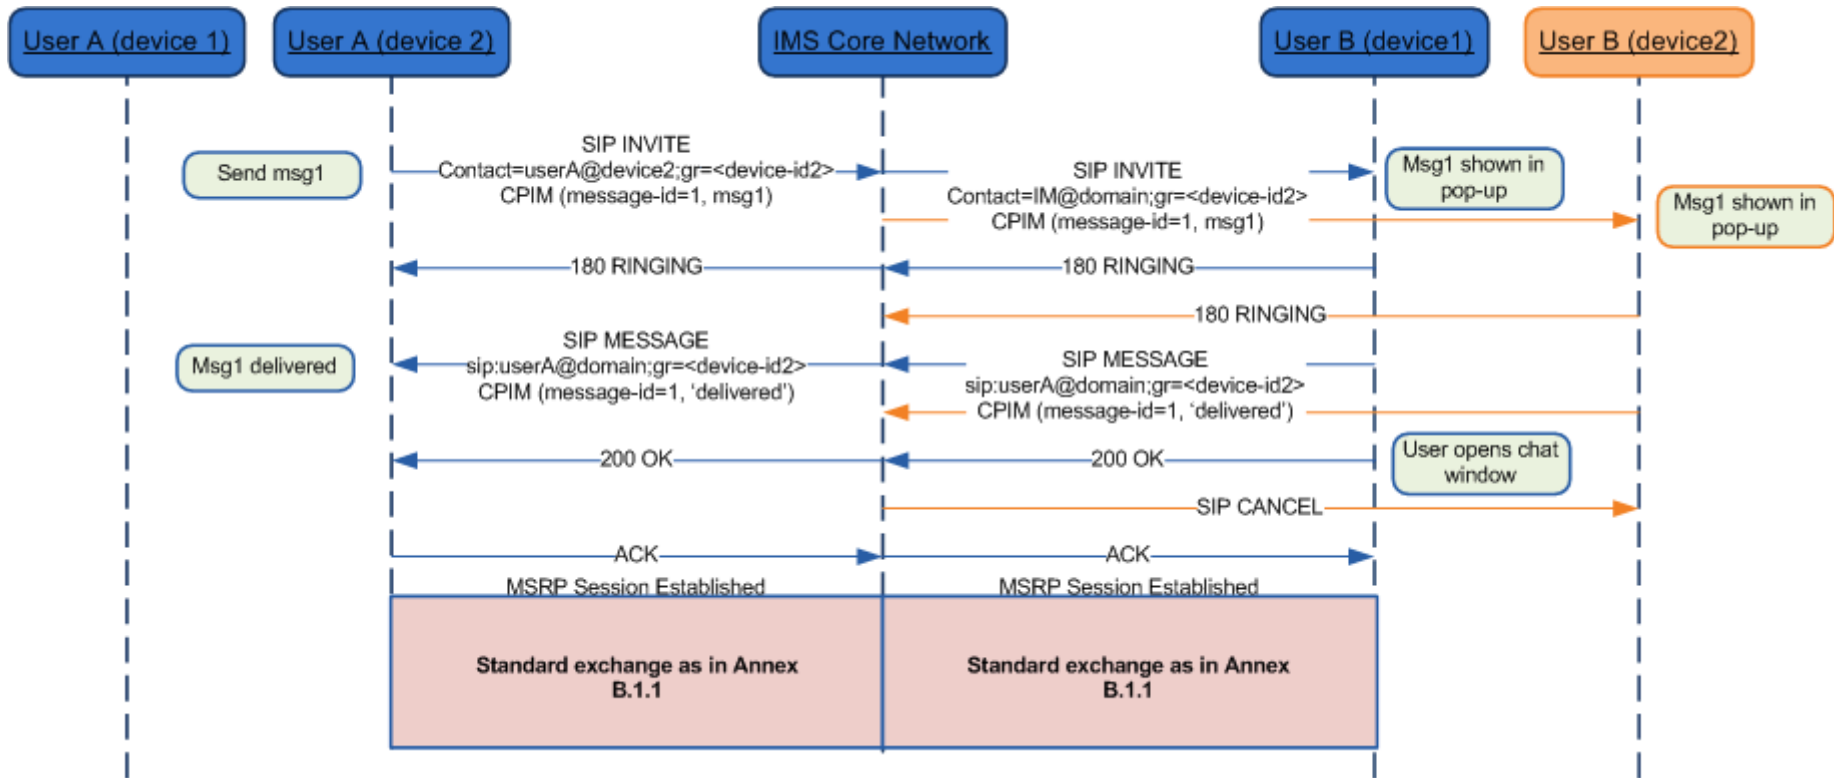 User A (device 1)
User A (device 2)
IMS Core Network
User B (device1)
User B (device2)
Send msg1
SIP INVITE
Contact=userA@device2;gr=<device-id2>
CPIM (message-id=1, msg1)
SIP INVITE
Contact=IM@domain;gr=<device-id2>
CPIM (message-id=1, msg1)
Msg1 shown in
pop-up
Msg1 shown in
pop-up
180 RINGING
180 RINGING
180 RINGING
Msg1 delivered
SIP MESSAGE
sip:userA@domain;gr=<device-id2>
CPIM (message-id=1, ‘delivered’)
SIP MESSAGE
sip:userA@domain;gr=<device-id2>
CPIM (message-id=1, ‘delivered’)
200 OK
200 OK
User opens chat
window
SIP CANCEL
ACK
ACK
MSRP Session Established
MSRP Session Established
Standard exchange as in Annex
B.1.1
Standard exchange as in Annex
B.1.1